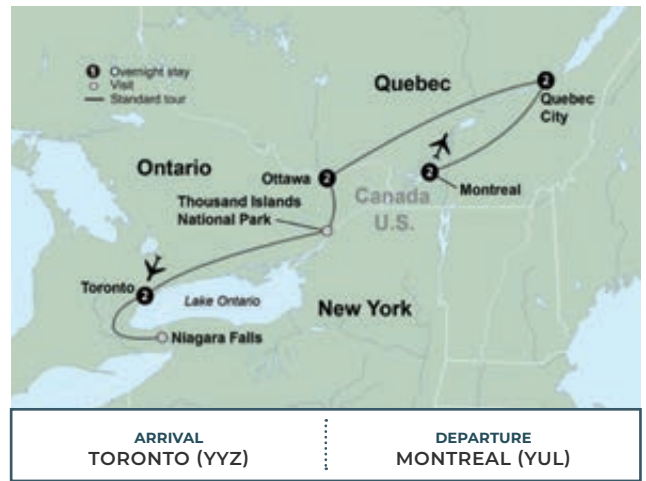 1 Overnight stay
Visit
Standard tour
Quebec
2
Quebec
City
Ontario
Ottawa 2
2
Montreal
Thousand Islands
National Park
Canada
U.S.
Toronto 2
Lake Ontario
New York
Niagara Falls
ARRIVAL
TORONTO (YYZ)
DEPARTURE
MONTREAL (YUL)